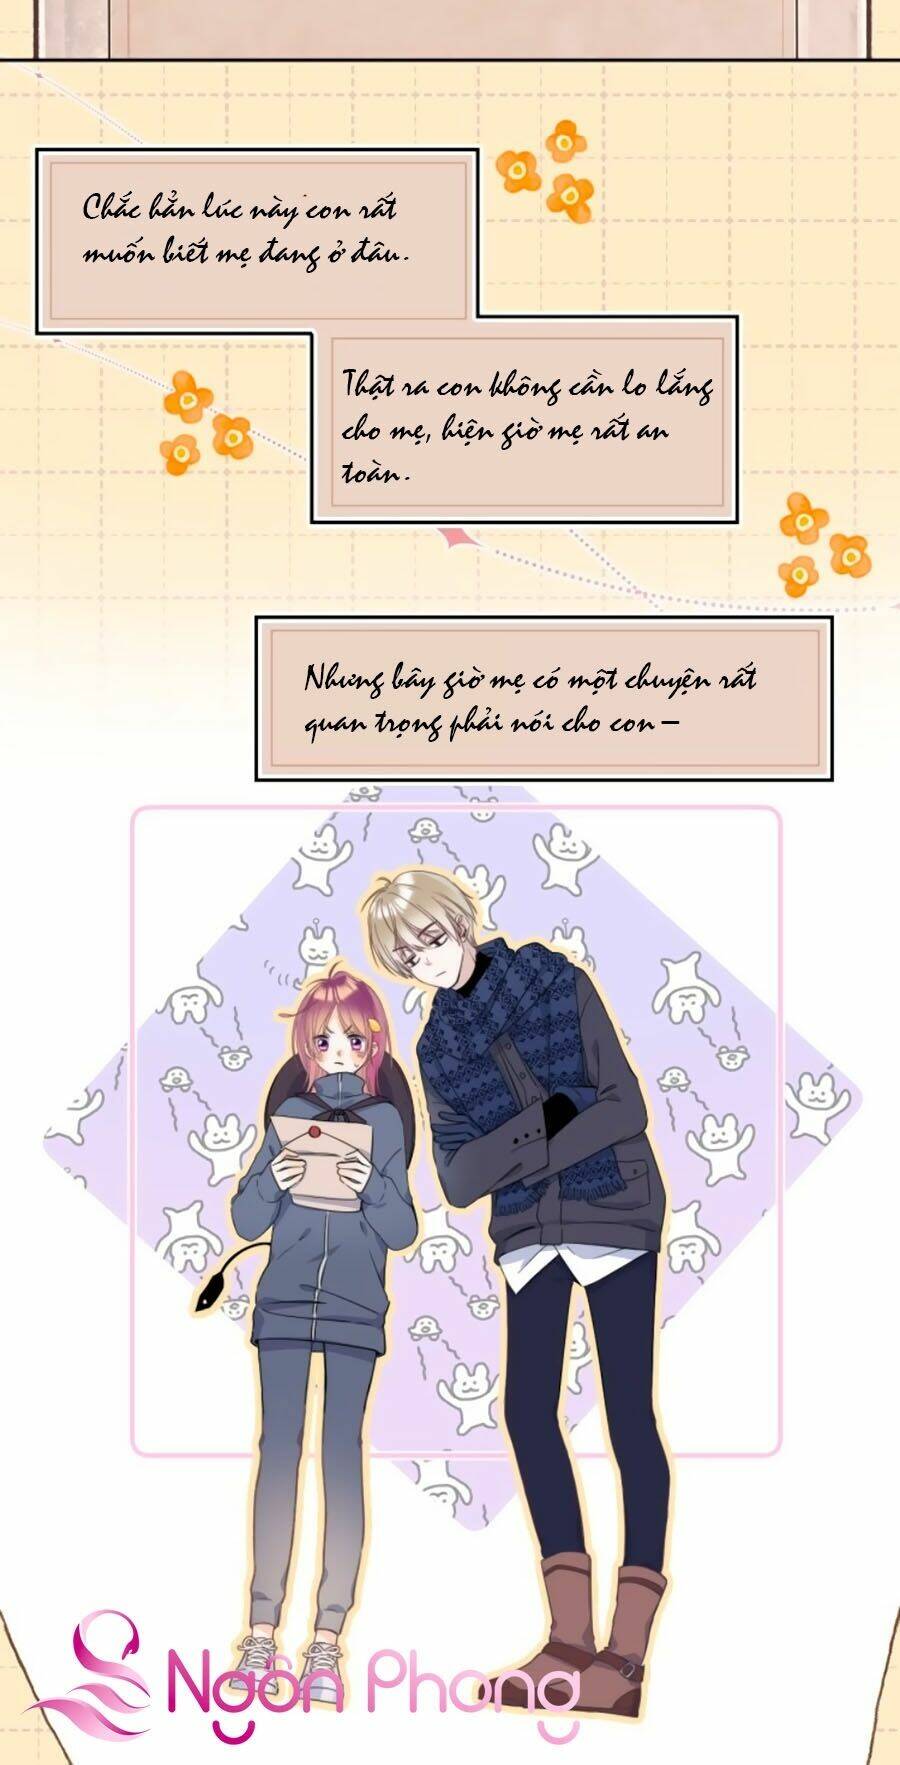 Chắc hẳn lúc này con rất
muốn biết mẹ đang ở đâu.
Thật ra con không cần lo lắng
cho mẹ, hiện giờ mẹ rất an
toàn.
Nhưng bây giờ mẹ có một chuyện rất
quan trọng phải nói cho con –
Ngôn Phong